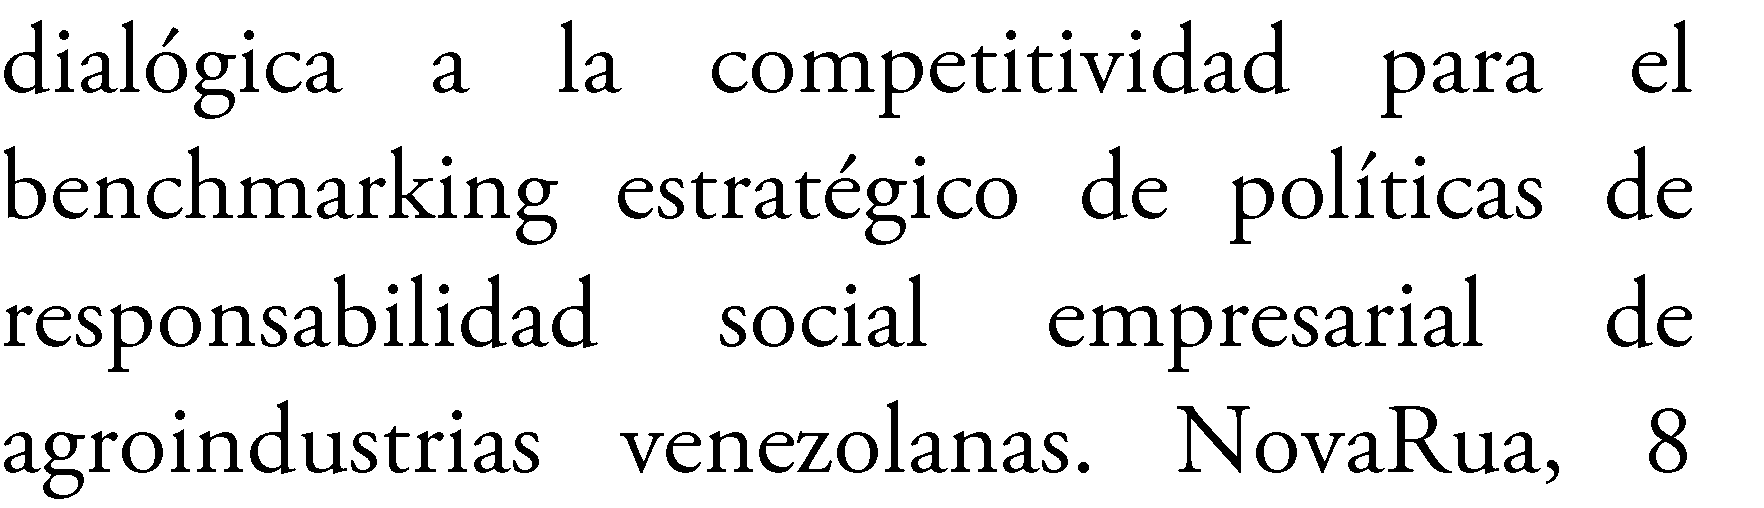 dialógica a la competitividad para el
benchmarking estratégico de políticas de
responsabilidad social empresarial de
agroindustrias venezolanas. NovaRua, 8